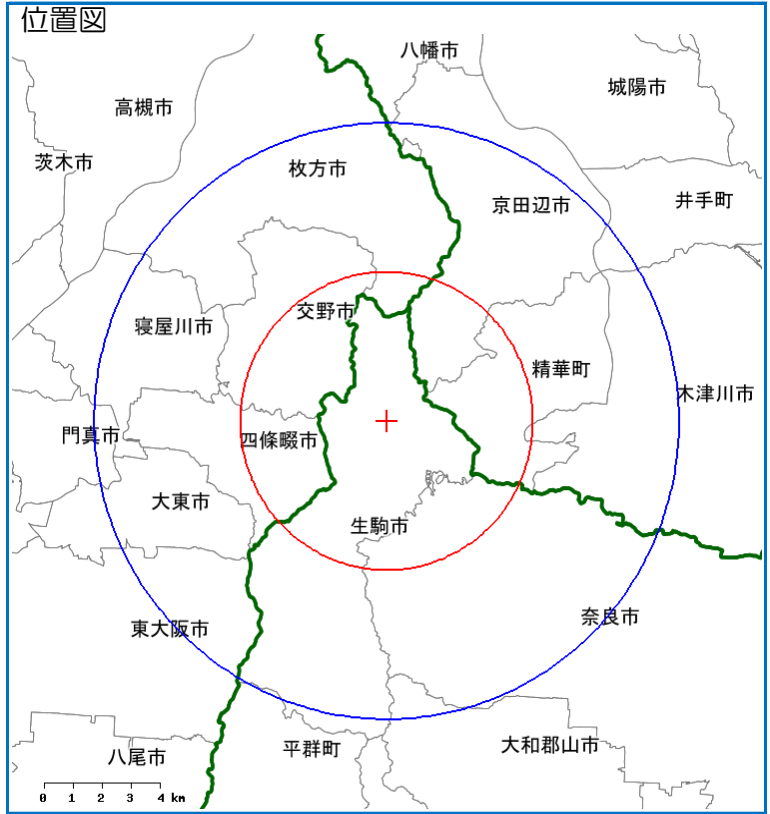 位置図
八幡市
城陽市
高槻市
茨木市
枚方市
京田辺市
井手町
交野市
寝屋川市
精華町
木津川市
門真市
四條畷市
大東市
生駒市
東大阪市
奈良市
八尾市
平群町
大和郡山市
0 1 2 3 4 km